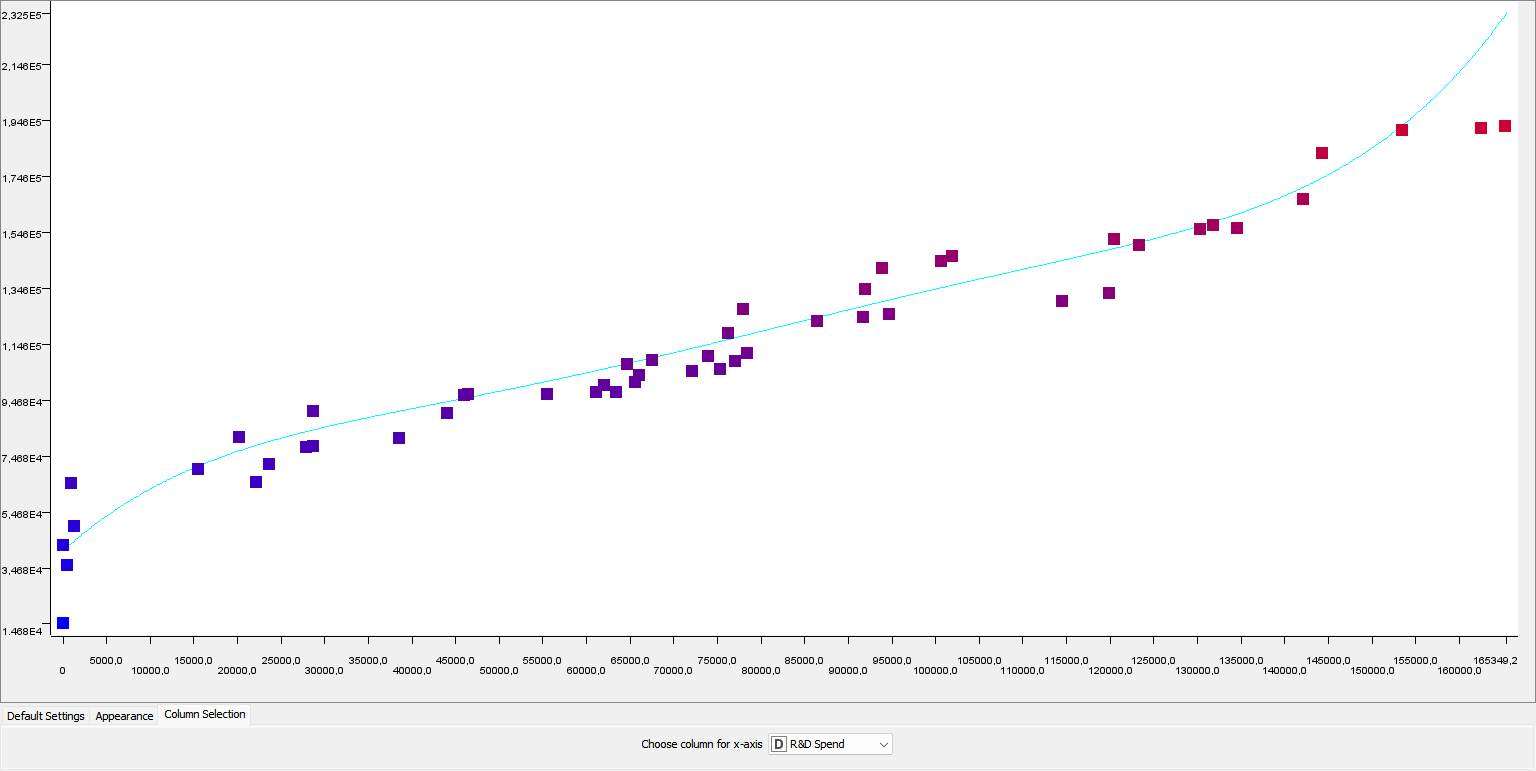 2,325E5
2,146E5
1,946E5
1,746E5
1,546E5
1,346E5
1,146E5
9,468E4
7,468E4
5,468E4
3,468E4
1,468E4
5000,0 15000,0 25000,0 35000,0 45000,0 55000,0 65000,0 75000,0 85000,0 95000,0 105000,0 115000,0 125000,0 135000,0 145000,0 155000,0 165349,2
0 10000,0 20000,0 30000,0 40000,0 50000,0 60000,0 70000,0 80000,0 90000,0 100000,0 110000,0 120000,0 130000,0 140000,0 150000,0 160000,0
Default Settings Appearance Column Selection
Choose column for x-axis D R&D Spend